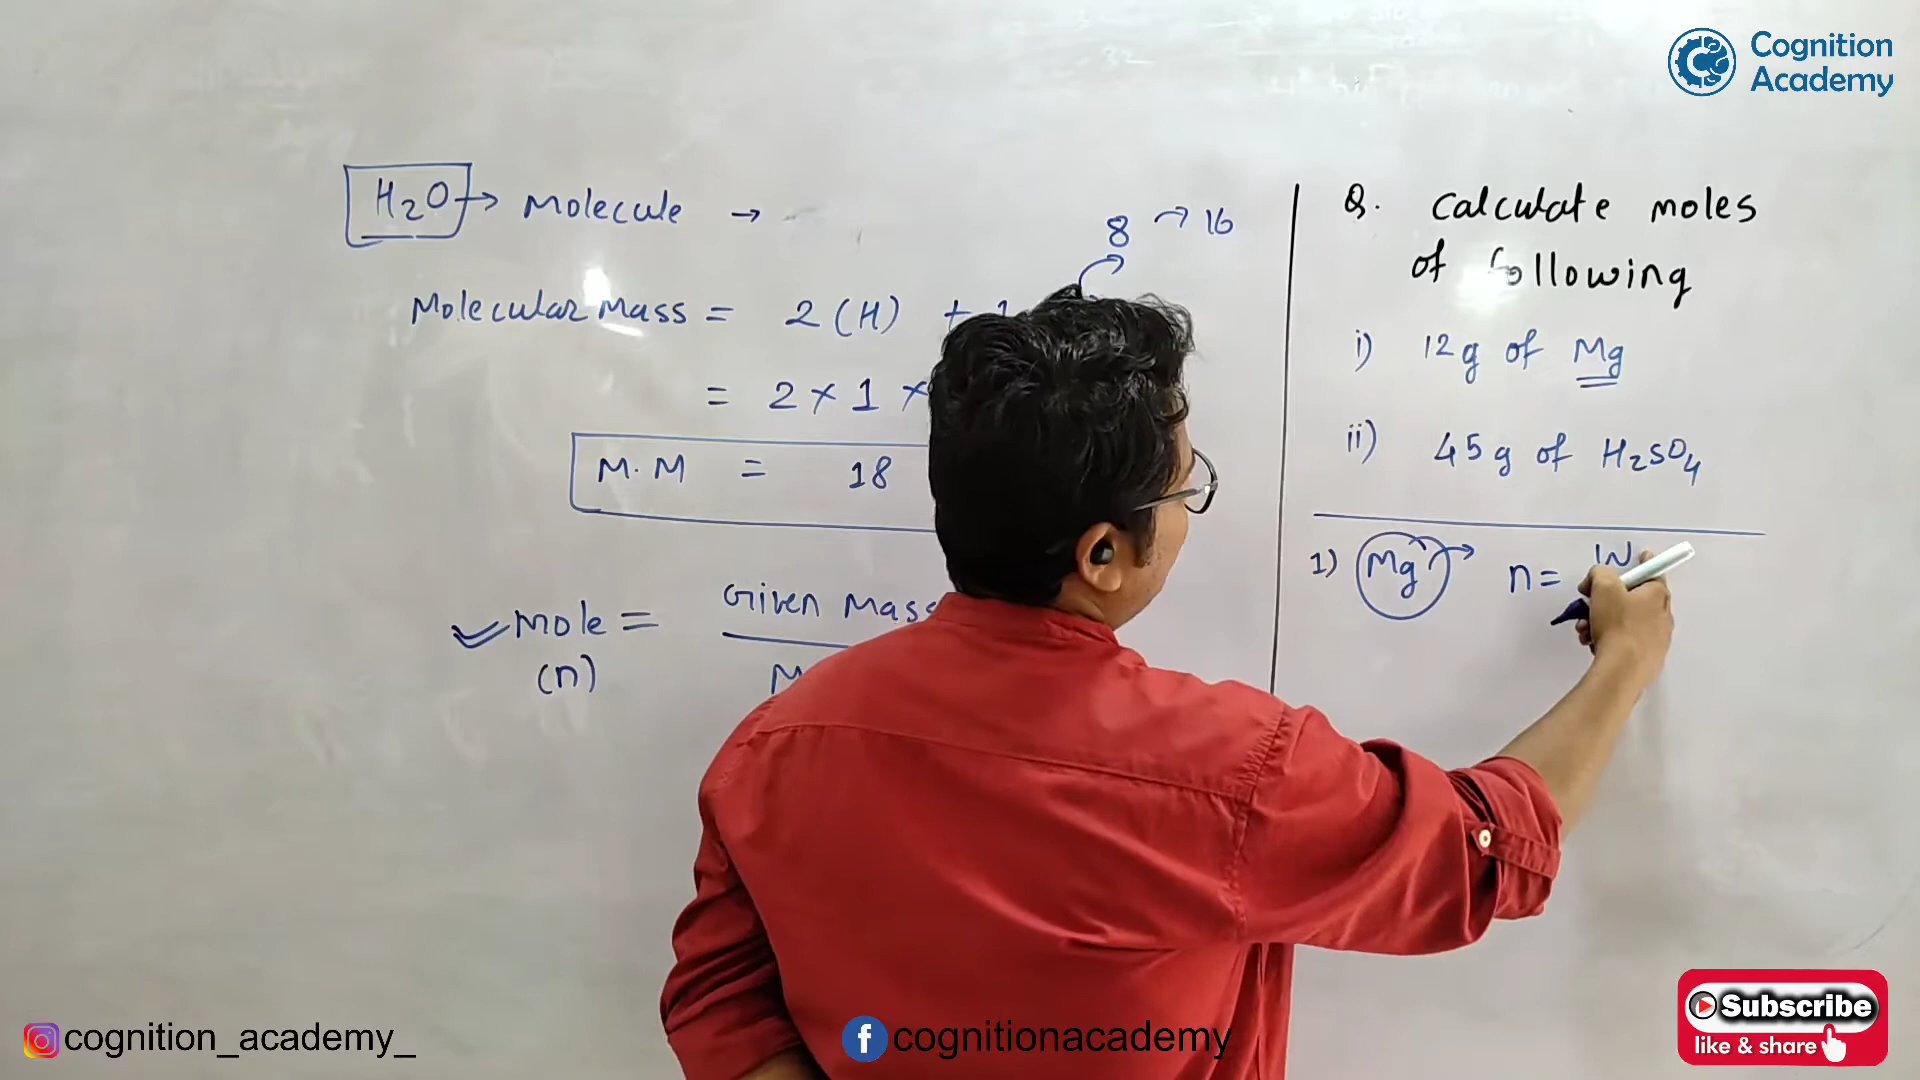 Cognition
Academy
H2O → Molecule →
8 → 16
Molecular Mass = 2 (H) +
= 2 × 1 ×
M.M = 18
Mole = Given Mass
(n)
Q. Calculate moles
of following
i) 12g of Mg
ii) 45g of H2SO4
1) Mg → n = W
cognition_academy_
cognitionacademy
Subscribe
like & share